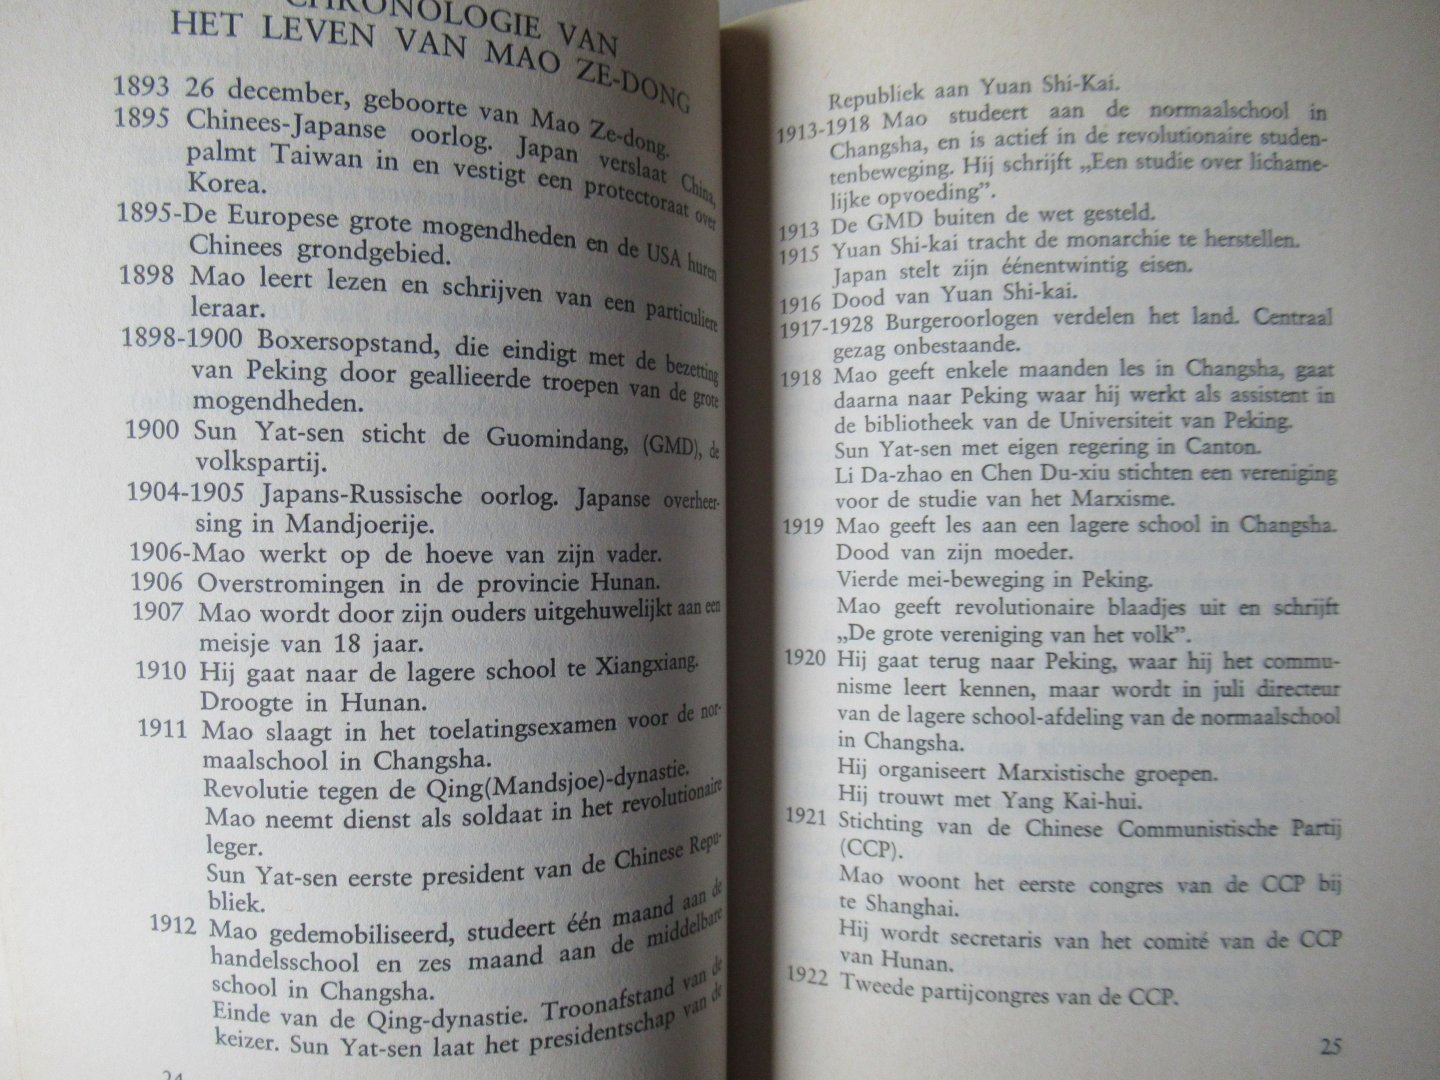 CHRONOLOGIE VAN
HET LEVEN VAN MAO ZE-DONG
1893 26 december, geboorte van Mao Ze-dong.
1895 Chinees-Japanse oorlog. Japan verslaat China,
palmt Taiwan in en vestigt een protectoraat over
Korea.
1895-De Europese grote mogendheden en de USA huren
Chinees grondgebied.
1898 Mao leert lezen en schrijven van een particuliere
leraar.
1898-1900 Boxersopstand, die eindigt met de bezetting
van Peking door geallieerde troepen van de grote
mogendheden.
1900 Sun Yat-sen sticht de Guomindang, (GMD), de
volkspartij.
1904-1905 Japans-Russische oorlog. Japanse overheer-
sing in Mandjoerije.
1906-Mao werkt op de hoeve van zijn vader.
1906 Overstromingen in de provincie Hunan.
1907 Mao wordt door zijn ouders uitgehuwelijkt aan een
meisje van 18 jaar.
1910 Hij gaat naar de lagere school te Xiangxiang.
Droogte in Hunan.
1911 Mao slaagt in het toelatingsexamen voor de nor-
maalschool in Changsha.
Revolutie tegen de Qing(Mandsjoe)-dynastie.
Mao neemt dienst als soldaat in het revolutionaire
leger.
Sun Yat-sen eerste president van de Chinese Repu-
bliek.
1912 Mao gedemobiliseerd, studeert één maand aan de
handelsschool en zes maand aan de middelbare
school in Changsha.
Einde van de Qing-dynastie. Troonafstand van de
keizer. Sun Yat-sen laat het presidentschap van de
24
Republiek aan Yuan Shi-Kai.
1913-1918 Mao studeert aan de normaalschool in
Changsha, en is actief in de revolutionaire studen-
tenbeweging. Hij schrijft „Een studie over lichame-
lijke opvoeding”.
1913 De GMD buiten de wet gesteld.
1915 Yuan Shi-kai tracht de monarchie te herstellen.
Japan stelt zijn éénentwintig eisen.
1916 Dood van Yuan Shi-kai.
1917-1928 Burgeroorlogen verdelen het land. Centraal
gezag onbestaande.
1918 Mao geeft enkele maanden les in Changsha, gaat
daarna naar Peking waar hij werkt als assistent in
de bibliotheek van de Universiteit van Peking.
Sun Yat-sen met eigen regering in Canton.
Li Da-zhao en Chen Du-xiu stichten een vereniging
voor de studie van het Marxisme.
1919 Mao geeft les aan een lagere school in Changsha.
Dood van zijn moeder.
Vierde mei-beweging in Peking.
Mao geeft revolutionaire blaadjes uit en schrijft
„De grote vereniging van het volk”.
1920 Hij gaat terug naar Peking, waar hij het commu-
nisme leert kennen, maar wordt in juli directeur
van de lagere school-afdeling van de normaalschool
in Changsha.
Hij organiseert Marxistische groepen.
Hij trouwt met Yang Kai-hui.
1921 Stichting van de Chinese Communistische Partij
(CCP).
Mao woont het eerste congres van de CCP bij
te Shanghai.
Hij wordt secretaris van het comité van de CCP
van Hunan.
1922 Tweede partijcongres van de CCP.
25